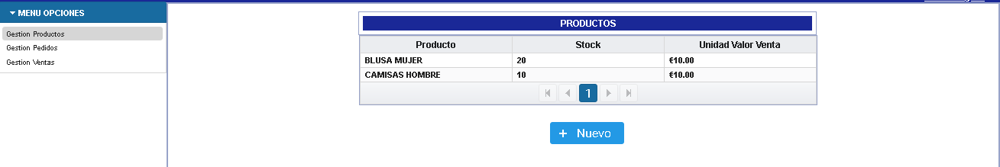 MENU OPCIONES
Gestion Productos
Gestion Pedidos
Gestion Ventas
PRODUCTOS
Producto Stock Unidad Valor Venta
BLUSA MUJER 20 €10.00
CAMISAS HOMBRE 10 €10.00
1
+ Nuevo